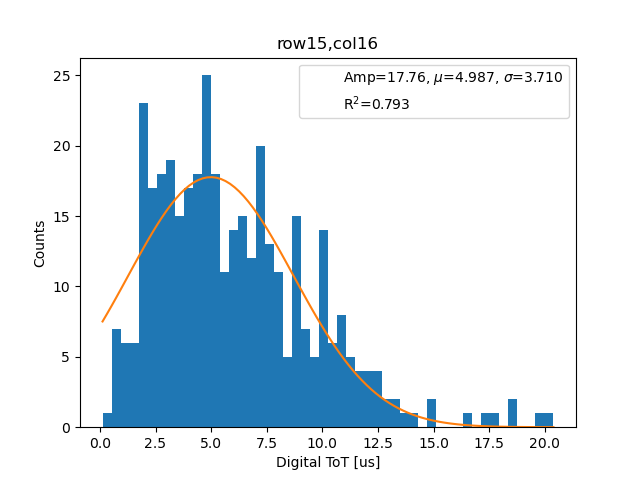 row15,col16
Amp=17.76, μ=4.987, σ=3.710
R²=0.793
25
20
15
10
5
0
Counts
0.0 2.5 5.0 7.5 10.0 12.5 15.0 17.5 20.0
Digital ToT [us]